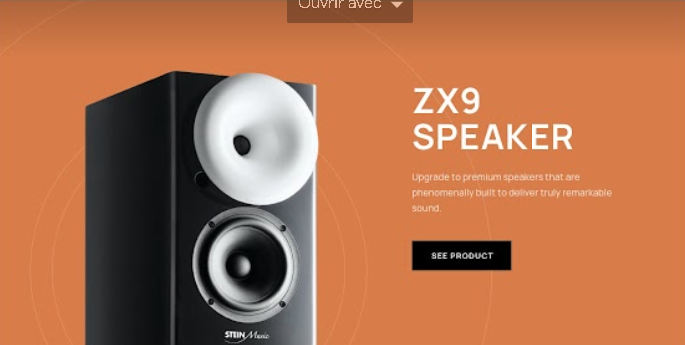 Ouvrir avec
ZX9
SPEAKER
Upgrade to premium speakers that are
phenomenally built to deliver truly remarkable
sound.
SEE PRODUCT
STEIN Music